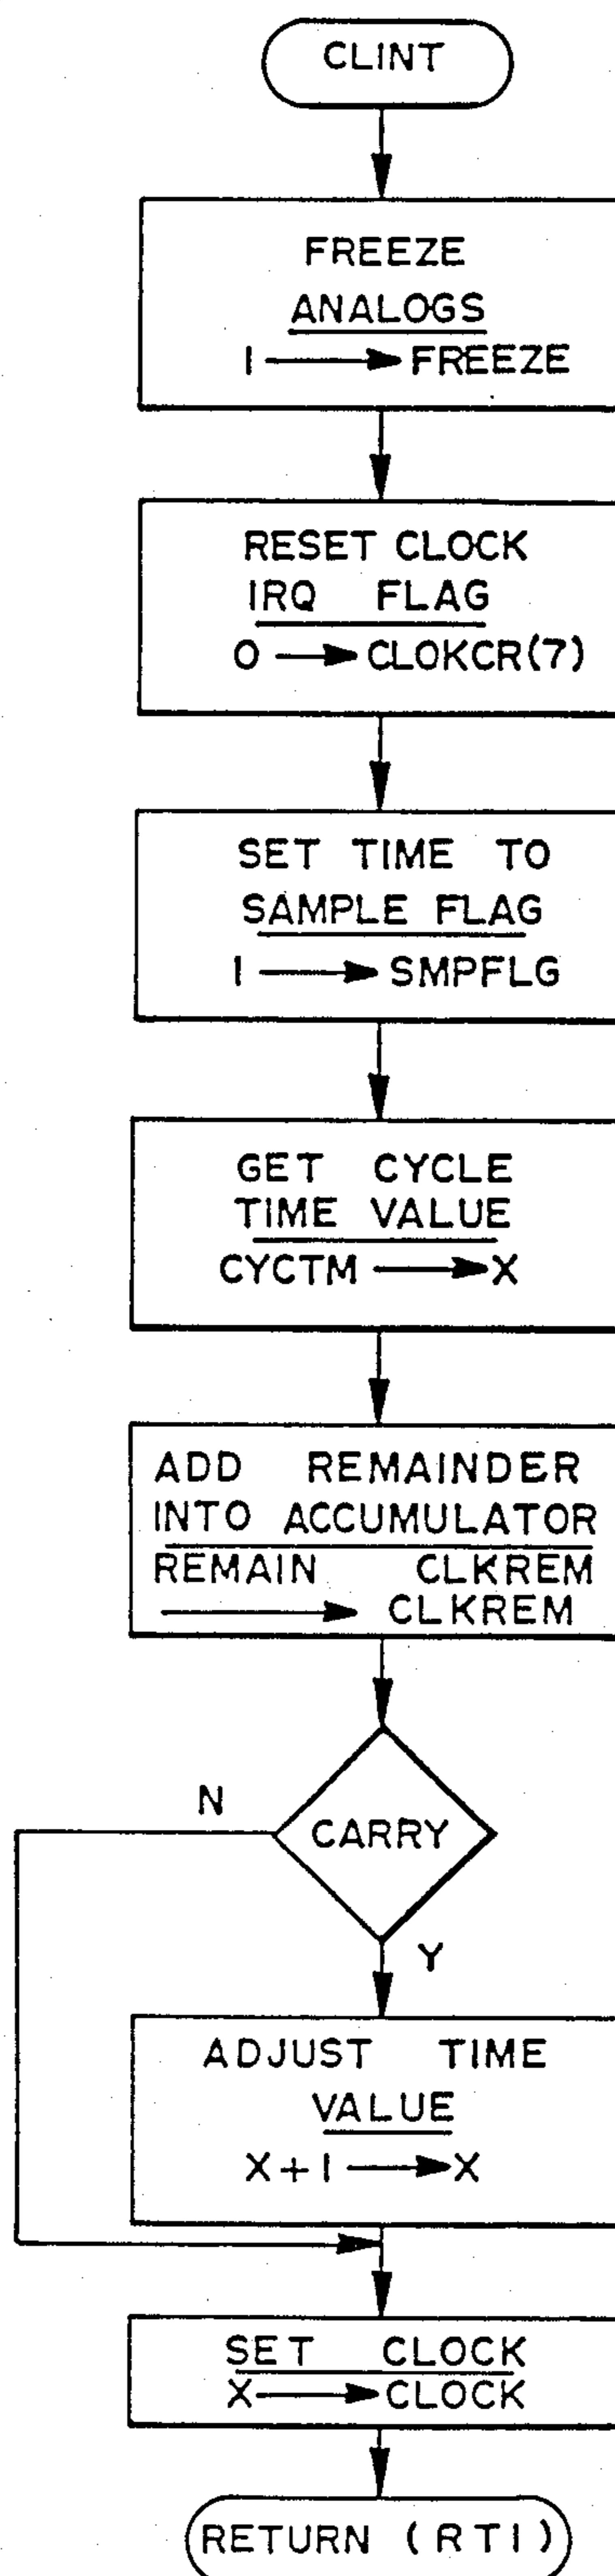 CLINT
FREEZE
ANALOGS
1 → FREEZE
RESET CLOCK
IRQ FLAG
0 → CLOKCR(7)
SET TIME TO
SAMPLE FLAG
1 → SMPFLG
GET CYCLE
TIME VALUE
CYCTM → X
ADD REMAINDER
INTO ACCUMULATOR
REMAIN CLKREM
→ CLKREM
N
CARRY
Y
ADJUST TIME
VALUE
X+1 → X
SET CLOCK
X → CLOCK
RETURN (RTI)